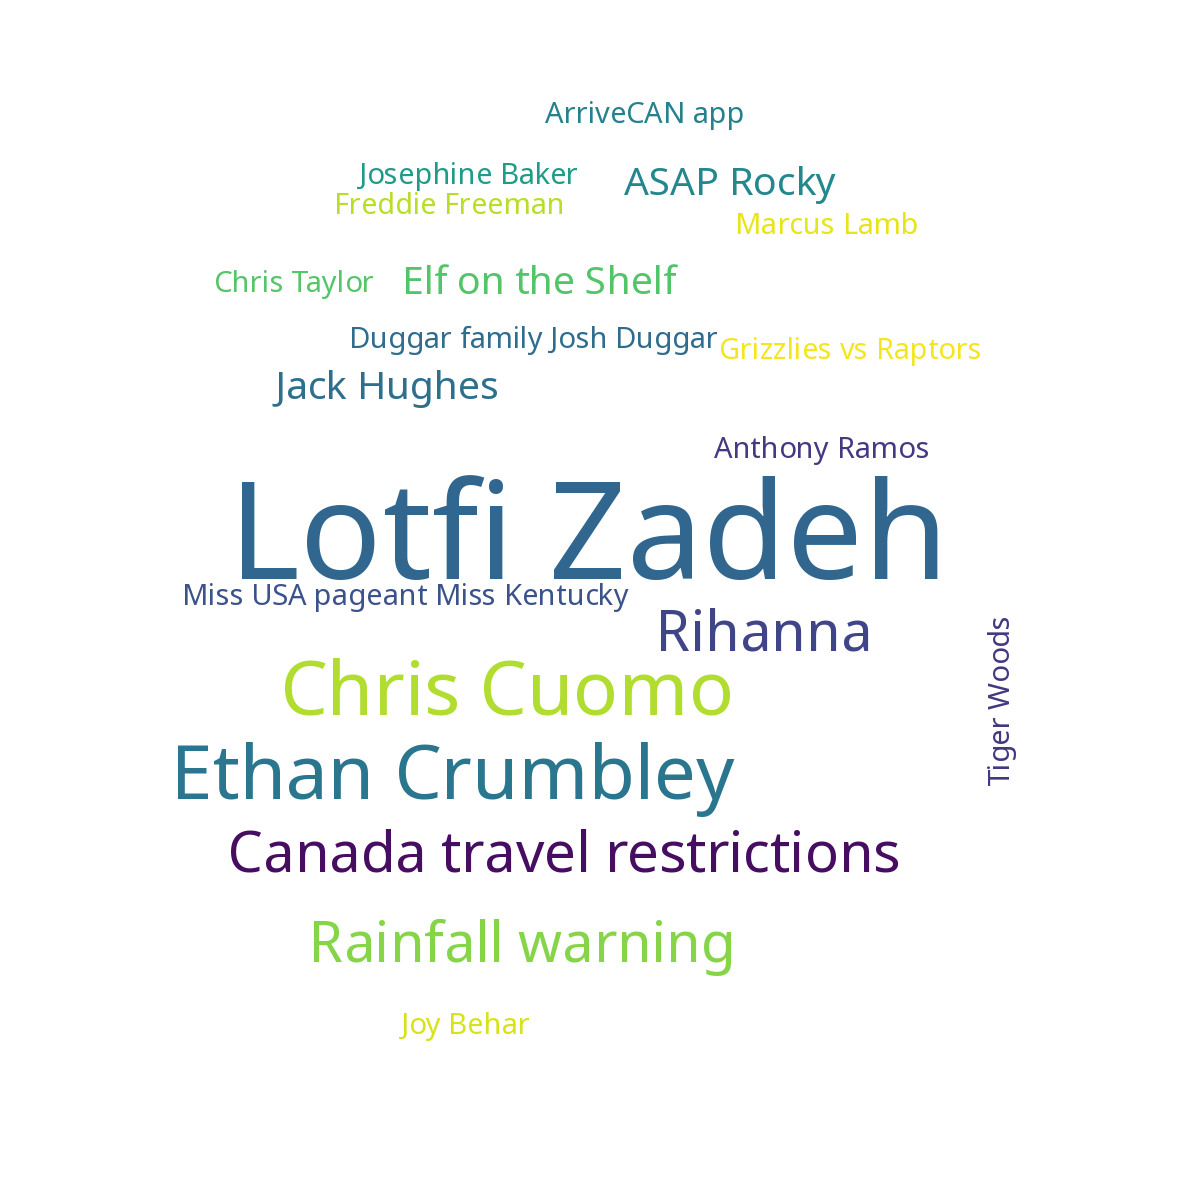 ArriveCAN app
Josephine Baker
ASAP Rocky
Freddie Freeman
Marcus Lamb
Chris Taylor
Elf on the Shelf
Duggar family Josh Duggar
Grizzlies vs Raptors
Jack Hughes
Anthony Ramos
Lotfi Zadeh
Miss USA pageant Miss Kentucky
Rihanna
Tiger Woods
Chris Cuomo
Ethan Crumbley
Canada travel restrictions
Rainfall warning
Joy Behar